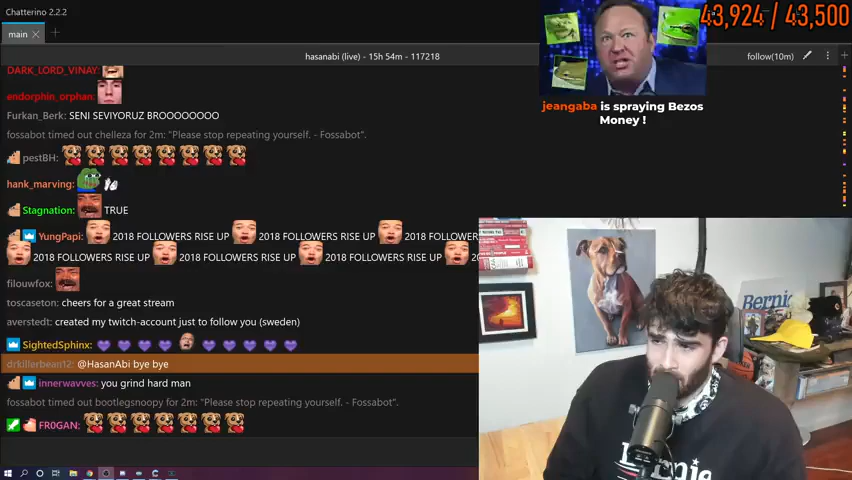 Chatterino 2.2.2
main
hasanabi (live) - 15h 54m - 117218
follow(10m)
43,924 / 43,500
jeangaba is spraying Bezos
Money !
DARK_LORD_VINAY:
endorphin_orphan:
Furkan_Berk: SENI SEVIYORUZ BROOOOOOOO
fossabot timed out chelleza for 2m: "Please stop repeating yourself. - Fossabot".
pestBH:
hank_marving:
Stagnation: TRUE
YungPapi: 2018 FOLLOWERS RISE UP 2018 FOLLOWERS RISE UP 2018 FOLLOWERS
2018 FOLLOWERS RISE UP 2018 FOLLOWERS RISE UP 2018 FOLLOWERS RISE UP
filouwfox:
toscaseton: cheers for a great stream
averstedt: created my twitch-account just to follow you (sweden)
SightedSphinx:
drkillerbean12: @HasanAbi bye bye
innerwavves: you grind hard man
fossabot timed out bootlegsnoopy for 2m: "Please stop repeating yourself. - Fossabot".
FR0GAN:
Bernie